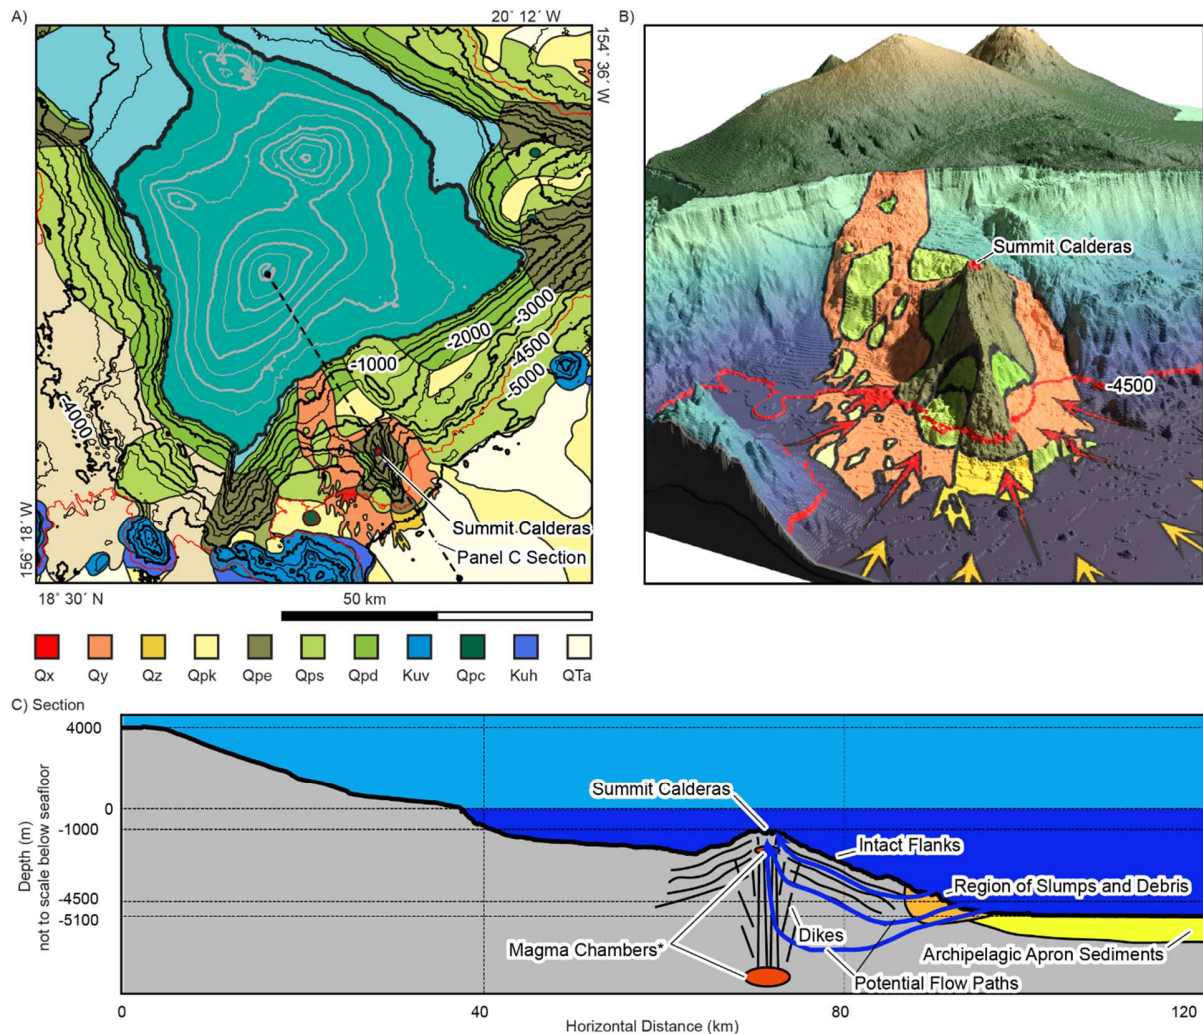 A)
20° 12´ W
154° 36´ W
-1000
-2000
-3000
-4500
-5000
-4000
Summit Calderas
Panel C Section
156° 18´ W
18° 30´ N
50 km
Qx
Qy
Qz
Qpk
Qpe
Qps
Qpd
Kuv
Qpc
Kuh
QTa
B)
Summit Calderas
-4500
C) Section
4000
0
-1000
-4500
-5100
Depth (m)
not to scale below seafloor
Summit Calderas
Intact Flanks
Region of Slumps and Debris
Dikes
Magma Chambers*
Archipelagic Apron Sediments
Potential Flow Paths
0
40
80
120
Horizontal Distance (km)